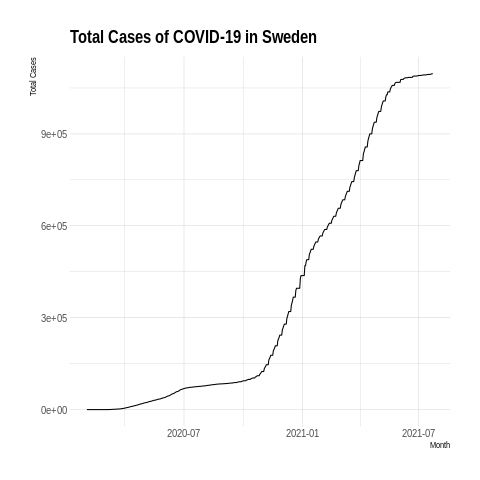 Total Cases of COVID-19 in Sweden
Total Cases
9e+05
6e+05
3e+05
0e+00
2020-07 2021-01 2021-07
Month